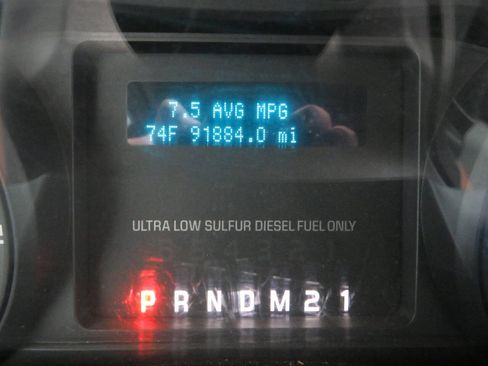 7.5 AVG MPG
74F 91884.0 mi
ULTRA LOW SULFUR DIESEL FUEL ONLY
P R N D M 2 1